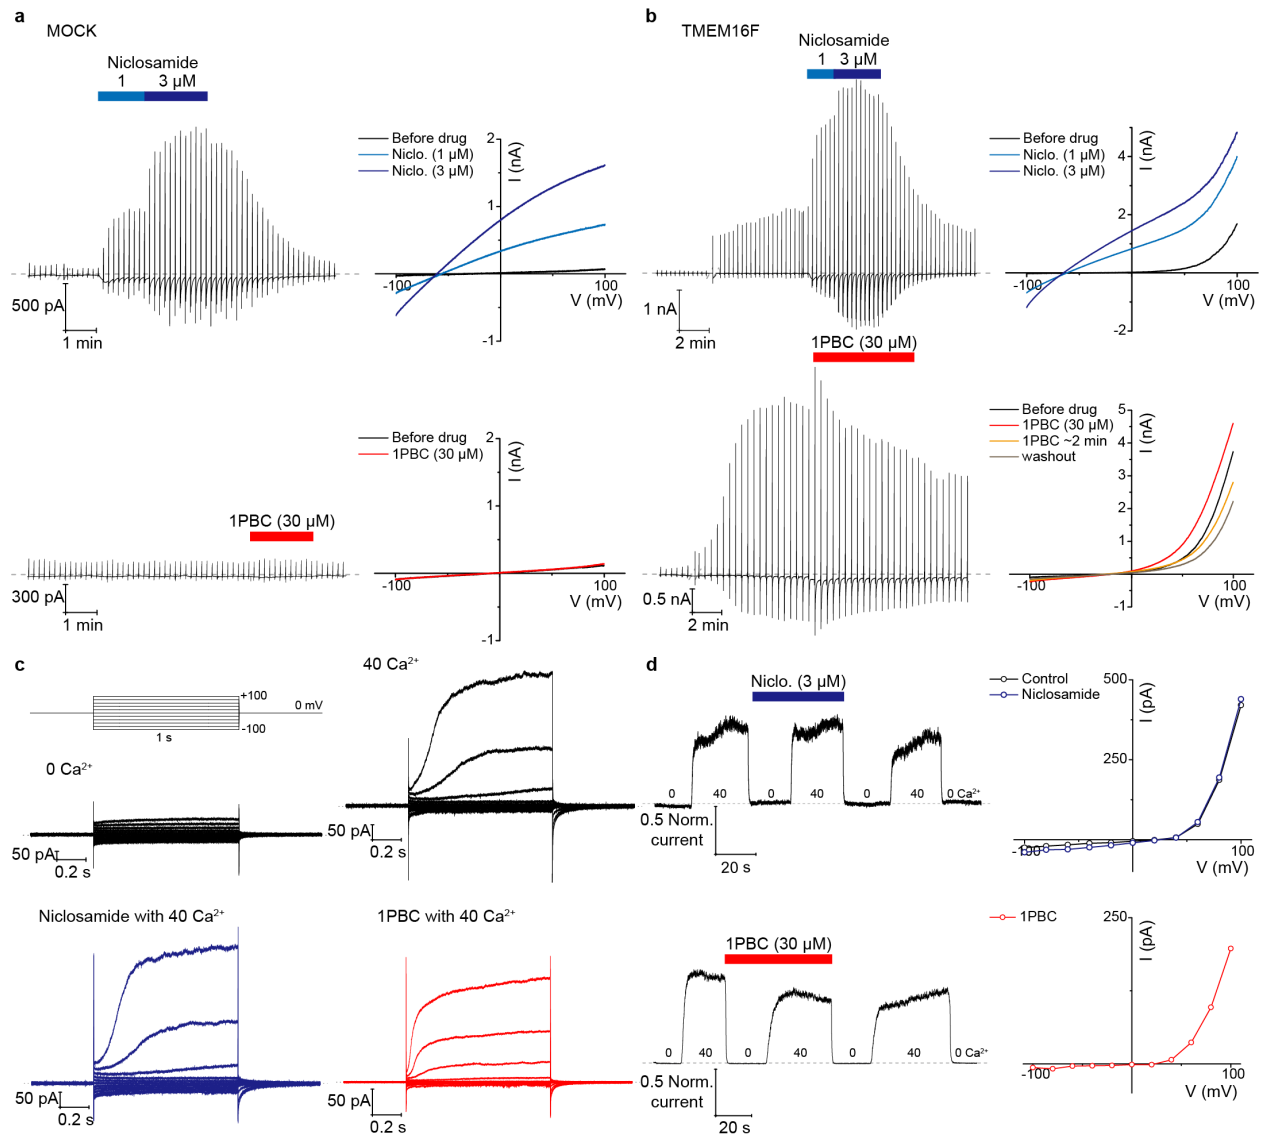 a
MOCK
Niclosamide
1 3 µM
500 pA
1 min
Before drug
Niclo. (1 µM)
Niclo. (3 µM)
2
1
-1
I (nA)
-100
100
V (mV)
1PBC (30 µM)
300 pA
1 min
Before drug
1PBC (30 µM)
2
1
-1
I (nA)
-100
100
V (mV)
b
TMEM16F
Niclosamide
1 3 µM
1 nA
2 min
Before drug
Niclo. (1 µM)
Niclo. (3 µM)
4
2
-2
I (nA)
-100
100
V (mV)
1PBC (30 µM)
0.5 nA
2 min
Before drug
1PBC (30 µM)
1PBC ~2 min
washout
5
4
3
2
1
-1
I (nA)
-100
100
V (mV)
c
+100
0 mV
-100
1 s
0 Ca2+
50 pA
0.2 s
40 Ca2+
50 pA
0.2 s
Niclosamide with 40 Ca2+
50 pA
0.2 s
1PBC with 40 Ca2+
50 pA
0.2 s
d
Niclo. (3 µM)
0 40 0 40 0 40 0 Ca2+
0.5 Norm.
current
20 s
Control
Niclosamide
500
250
I (pA)
-100
100
V (mV)
1PBC (30 µM)
0 40 0 40 0 40 0 Ca2+
0.5 Norm.
current
20 s
1PBC
250
I (pA)
-100
100
V (mV)